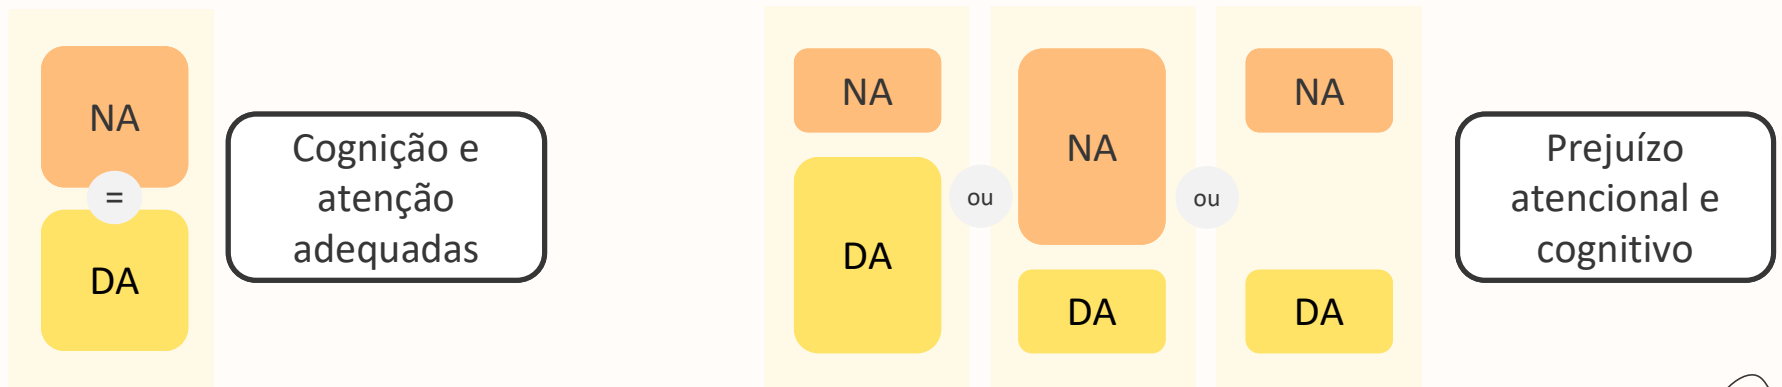 NA
=
DA
Cognição e
atenção
adequadas
NA
DA
ou
NA
DA
ou
NA
DA
Prejuízo
atencional e
cognitivo